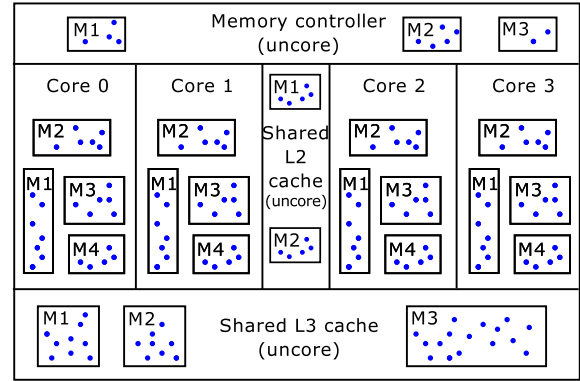 M1
Memory controller
(uncore)
M2
M3
Core 0
Core 1
Core 2
Core 3
M2
M1
M3
M4
M2
M1
M3
M4
M1
Shared
L2
cache
(uncore)
M2
M2
M1
M3
M4
M2
M1
M3
M4
M1
M2
Shared L3 cache
(uncore)
M3